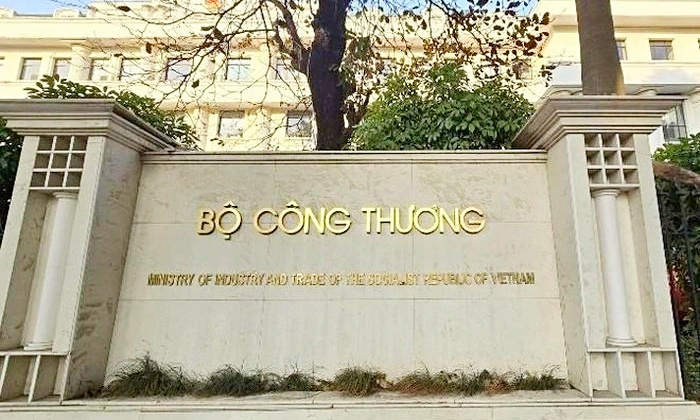 BỘ CÔNG THƯƠNG
MINISTRY OF INDUSTRY AND TRADE OF THE SOCIALIST REPUBLIC OF VIETNAM